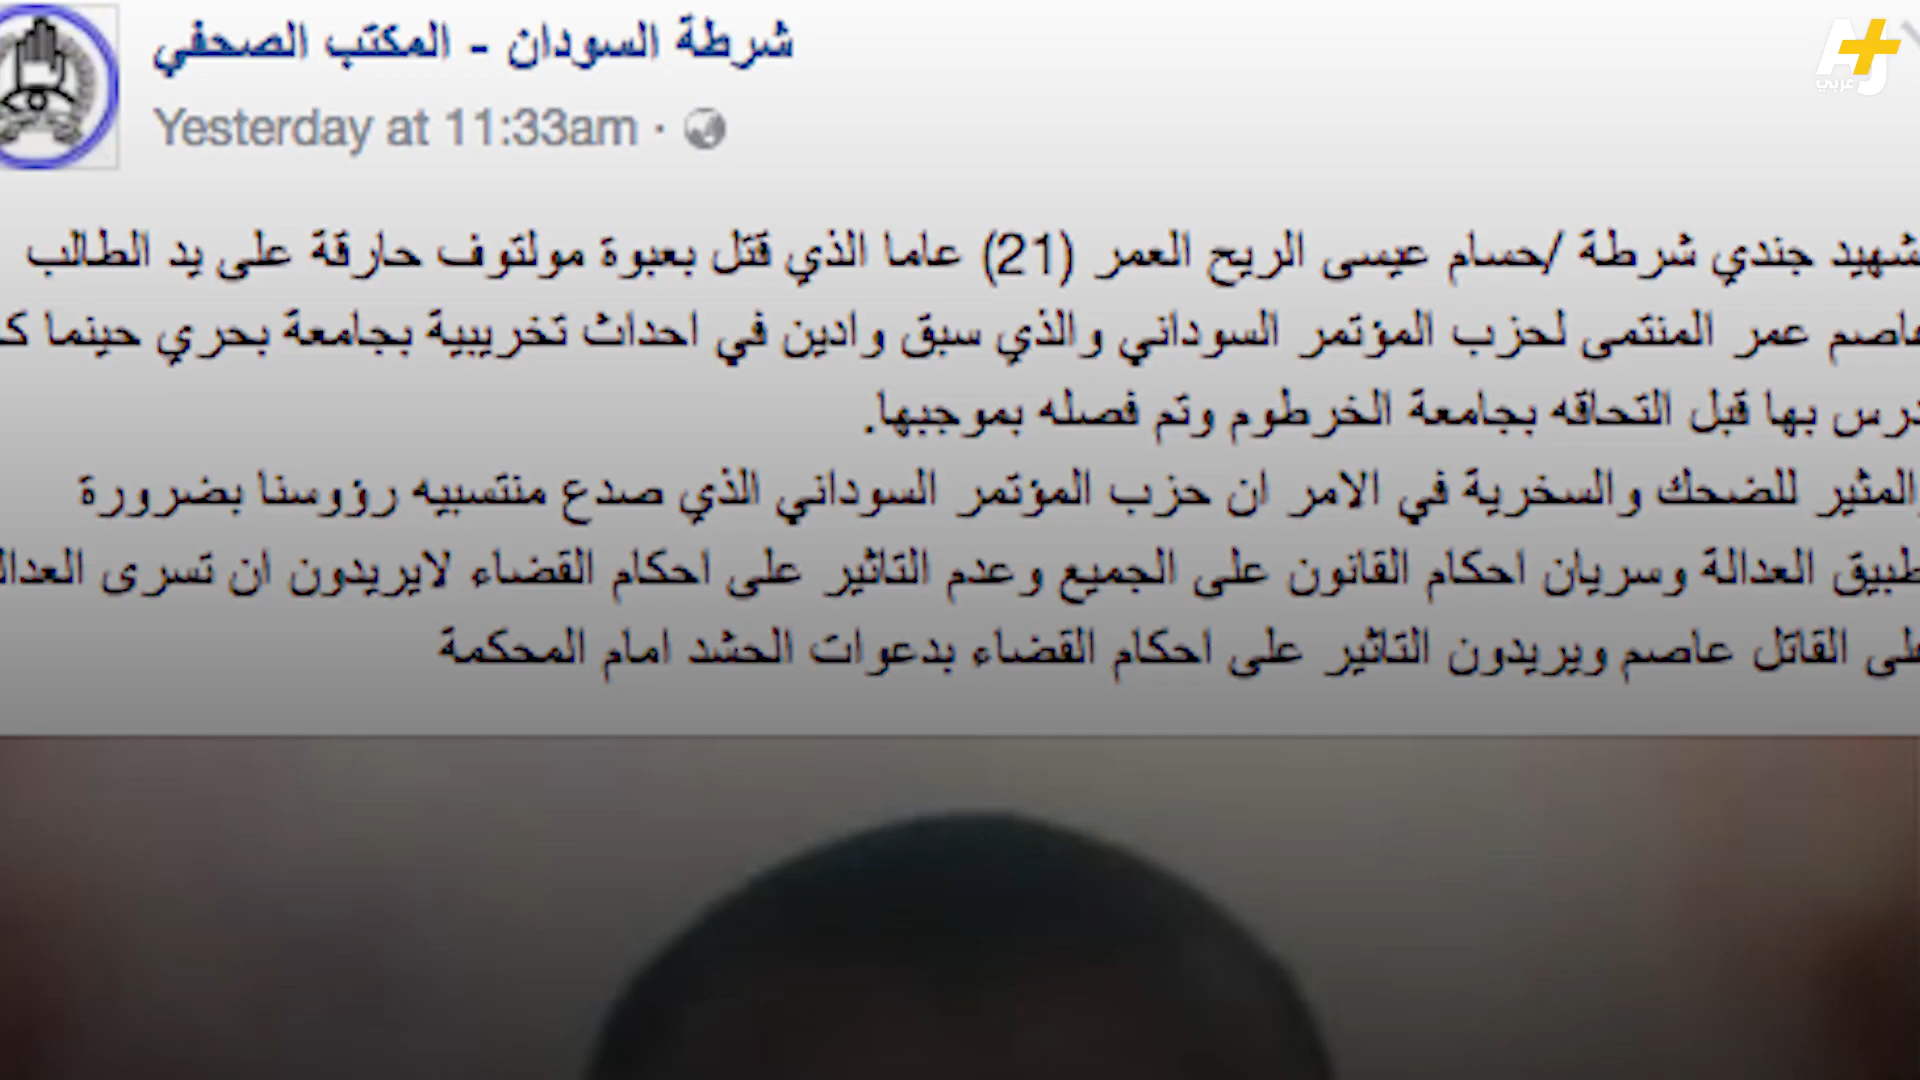 شرطة السودان - المكتب الصحفي
Yesterday at 11:33am ·
شهيد جندي شرطة /حسام عيسى الريح العمر (21) عاما الذي قتل بعبوة مولتوف حارقة على يد الطالب
عاصم عمر المنتمى لحزب المؤتمر السوداني والذي سبق وادين في احداث تخريبية بجامعة بحري حينما
درس بها قبل التحاقه بجامعة الخرطوم وتم فصله بموجبها.
والمثير للضحك والسخرية في الامر ان حزب المؤتمر السوداني الذي صدع منتسبيه رؤوسنا بضرورة
طبيق العدالة وسريان احكام القانون على الجميع وعدم التاثير على احكام القضاء لايريدون ان تسرى العدال
على القاتل عاصم ويريدون التاثير على احكام القضاء بدعوات الحشد امام المحكمة
AJ+
عربي